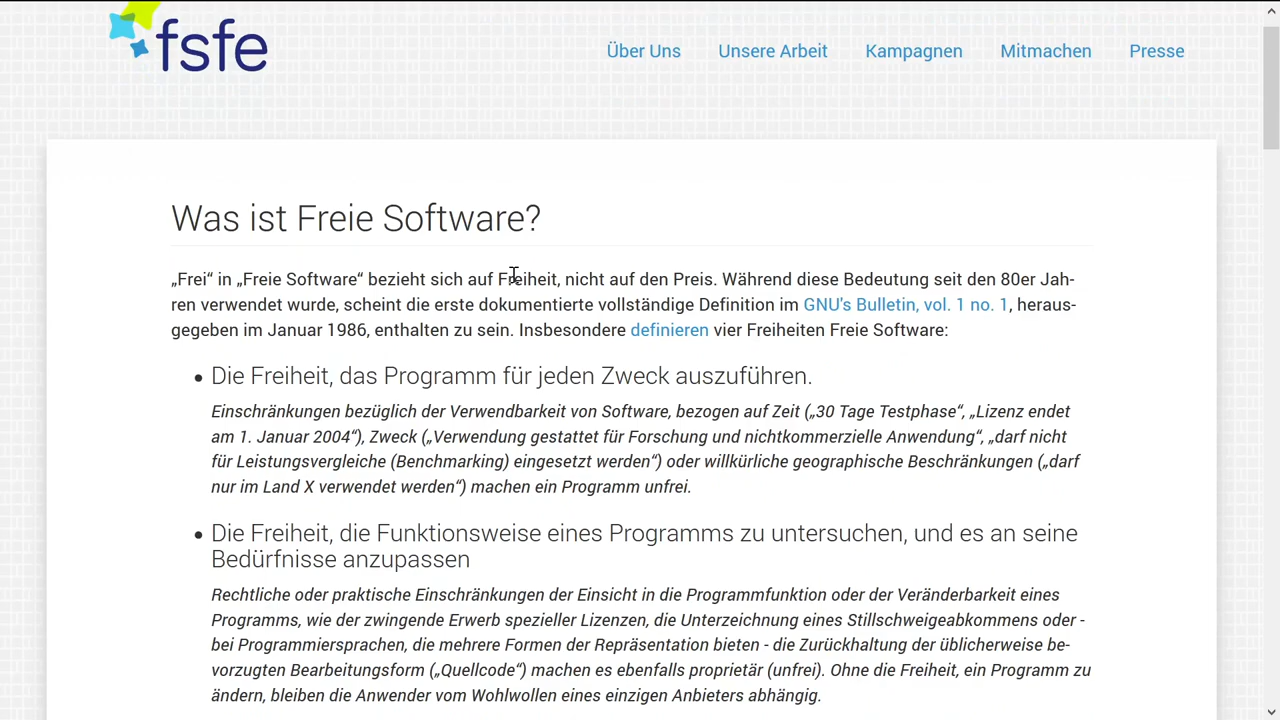 fsfe
Über Uns Unsere Arbeit Kampagnen Mitmachen Presse
Was ist Freie Software?
„Frei“ in „Freie Software“ bezieht sich auf Freiheit, nicht auf den Preis. Während diese Bedeutung seit den 80er Jah-
ren verwendet wurde, scheint die erste dokumentierte vollständige Definition im GNU's Bulletin, vol. 1 no. 1, heraus-
gegeben im Januar 1986, enthalten zu sein. Insbesondere definieren vier Freiheiten Freie Software:
• Die Freiheit, das Programm für jeden Zweck auszuführen.
Einschränkungen bezüglich der Verwendbarkeit von Software, bezogen auf Zeit („30 Tage Testphase“, „Lizenz endet
am 1. Januar 2004“), Zweck („Verwendung gestattet für Forschung und nichtkommerzielle Anwendung“, „darf nicht
für Leistungsvergleiche (Benchmarking) eingesetzt werden“) oder willkürliche geographische Beschränkungen („darf
nur im Land X verwendet werden“) machen ein Programm unfrei.
• Die Freiheit, die Funktionsweise eines Programms zu untersuchen, und es an seine
Bedürfnisse anzupassen
Rechtliche oder praktische Einschränkungen der Einsicht in die Programmfunktion oder der Veränderbarkeit eines
Programms, wie der zwingende Erwerb spezieller Lizenzen, die Unterzeichnung eines Stillschweigeabkommens oder -
bei Programmiersprachen, die mehrere Formen der Repräsentation bieten - die Zurückhaltung der üblicherweise be-
vorzugten Bearbeitungsform („Quellcode“) machen es ebenfalls proprietär (unfrei). Ohne die Freiheit, ein Programm zu
ändern, bleiben die Anwender vom Wohlwollen eines einzigen Anbieters abhängig.